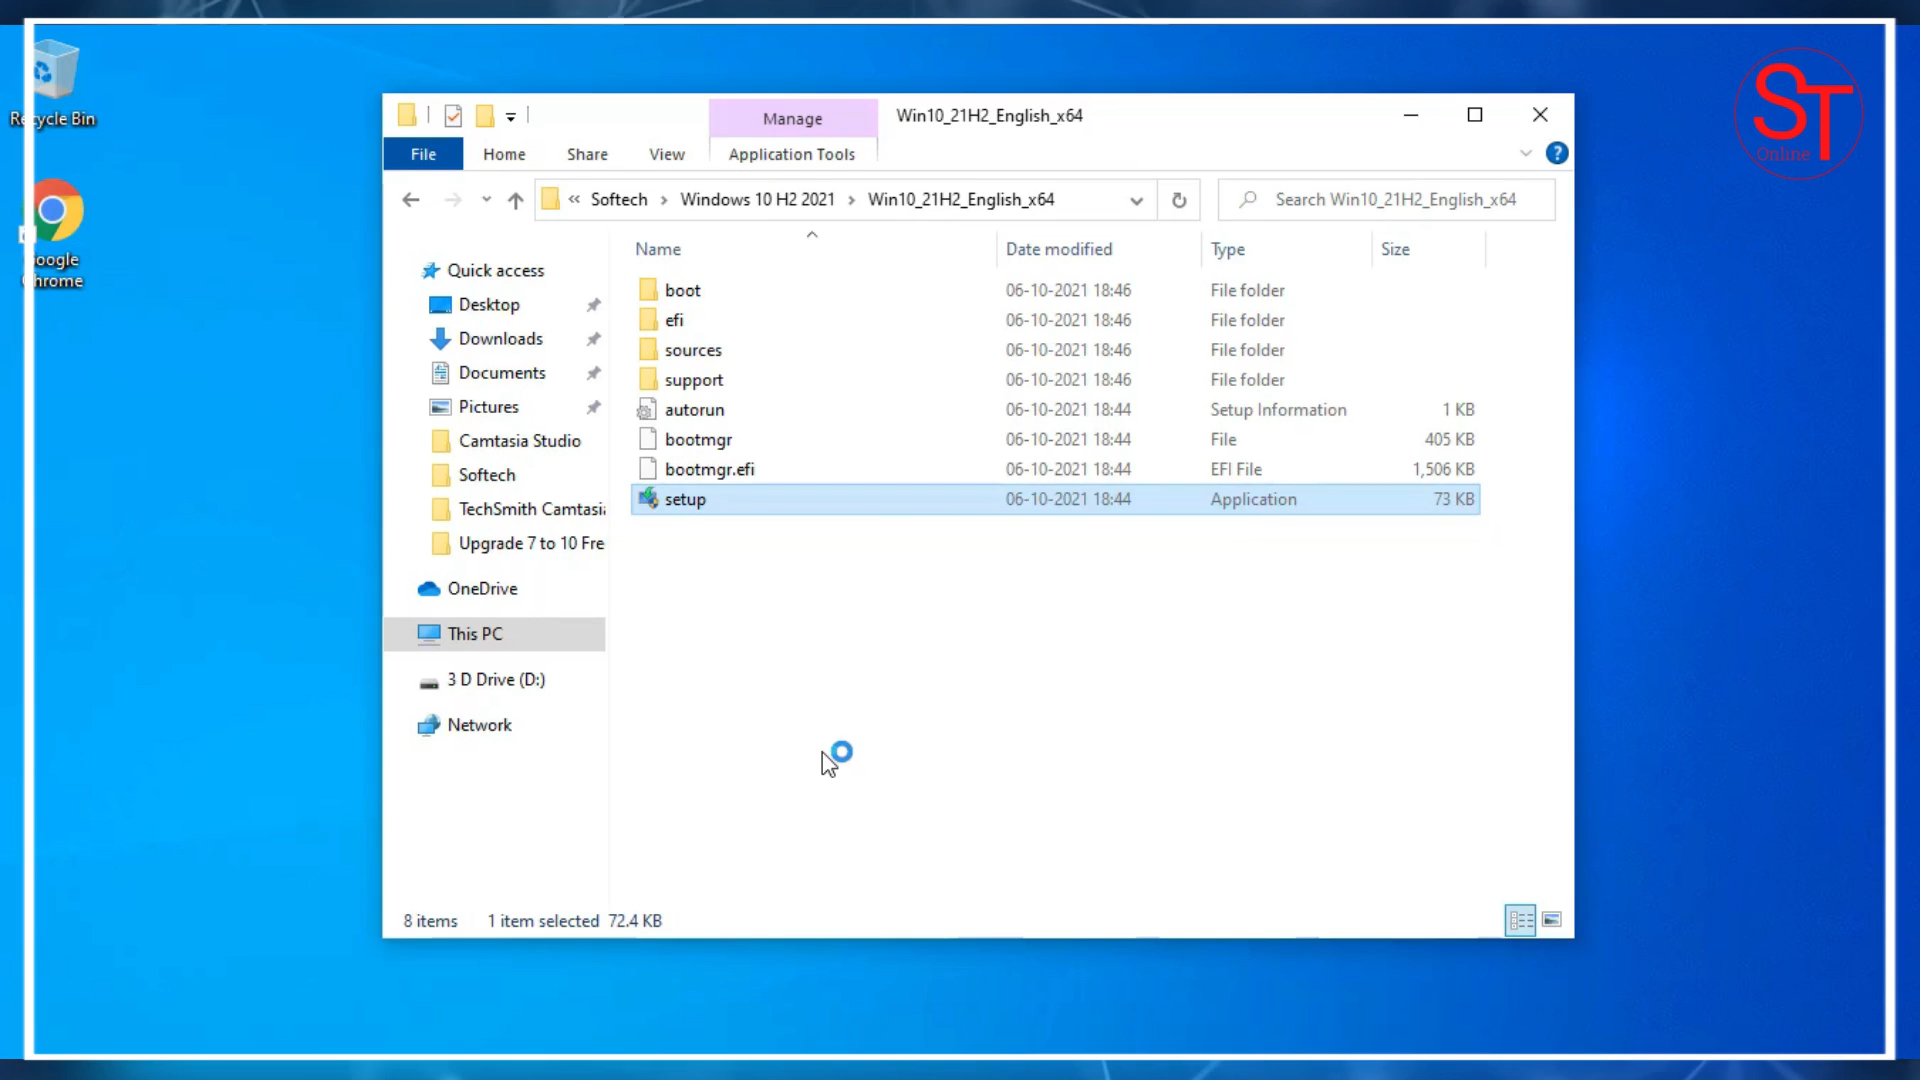 Recycle Bin
Google
Chrome
ST
Online
Manage
Win10_21H2_English_x64
File
Home
Share
View
Application Tools
«
Softech
Windows 10 H2 2021
Win10_21H2_English_x64
Search Win10_21H2_English_x64
Name
Date modified
Type
Size
Quick access
Desktop
Downloads
Documents
Pictures
Camtasia Studio
Softech
TechSmith Camtasi
Upgrade 7 to 10 Fre
OneDrive
This PC
3 D Drive (D:)
Network
boot 06-10-2021 18:46 File folder
efi 06-10-2021 18:46 File folder
sources 06-10-2021 18:46 File folder
support 06-10-2021 18:46 File folder
autorun 06-10-2021 18:44 Setup Information 1 KB
bootmgr 06-10-2021 18:44 File 405 KB
bootmgr.efi 06-10-2021 18:44 EFI File 1,506 KB
setup 06-10-2021 18:44 Application 73 KB
8 items 1 item selected 72.4 KB